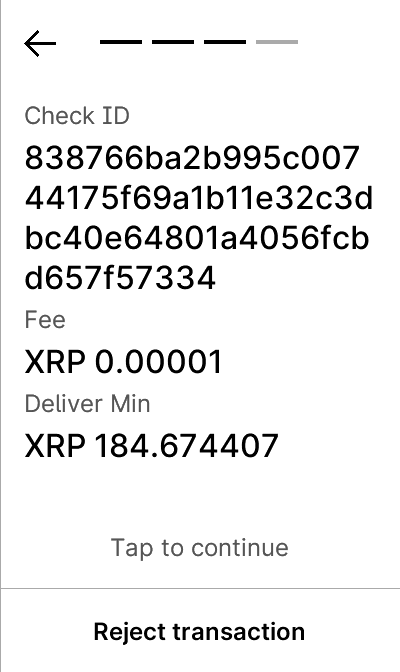 Check ID
838766ba2b995c007
44175f69a1b11e32c3d
bc40e64801a4056fcb
d657f57334
Fee
XRP 0.00001
Deliver Min
XRP 184.674407
Tap to continue
Reject transaction